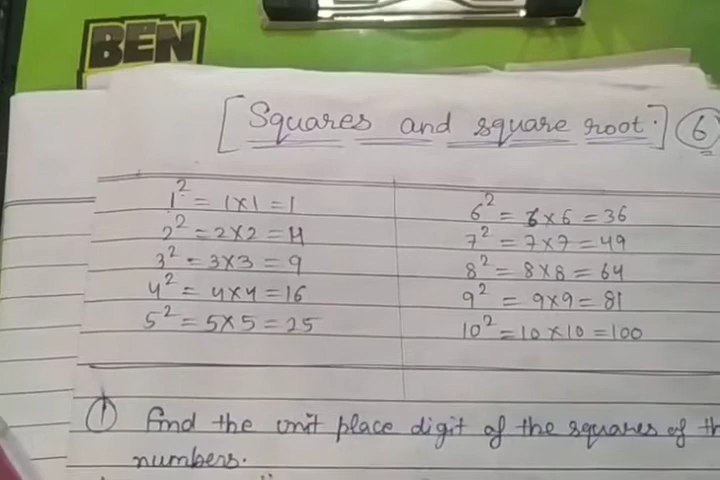 BEN
[Squares and square root.] 6
1² = 1×1 = 1
2² = 2×2 = 4
3² = 3×3 = 9
4² = 4×4 = 16
5² = 5×5 = 25
6² = 6×6 = 36
7² = 7×7 = 49
8² = 8×8 = 64
9² = 9×9 = 81
10² = 10×10 = 100
① find the unit place digit of the squares of th
numbers.